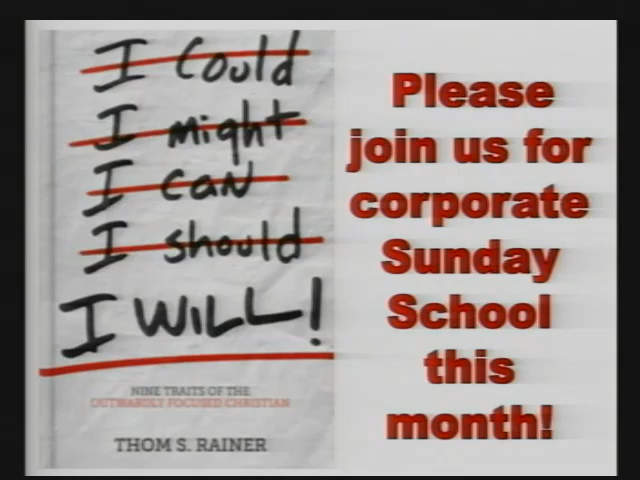 I Could
I might
I can
I should
I WILL!
NINE TRAITS OF THE
OUTWARDLY FOCUSED CHRISTIAN
THOM S. RAINER
Please
join us for
corporate
Sunday
School
this
month!